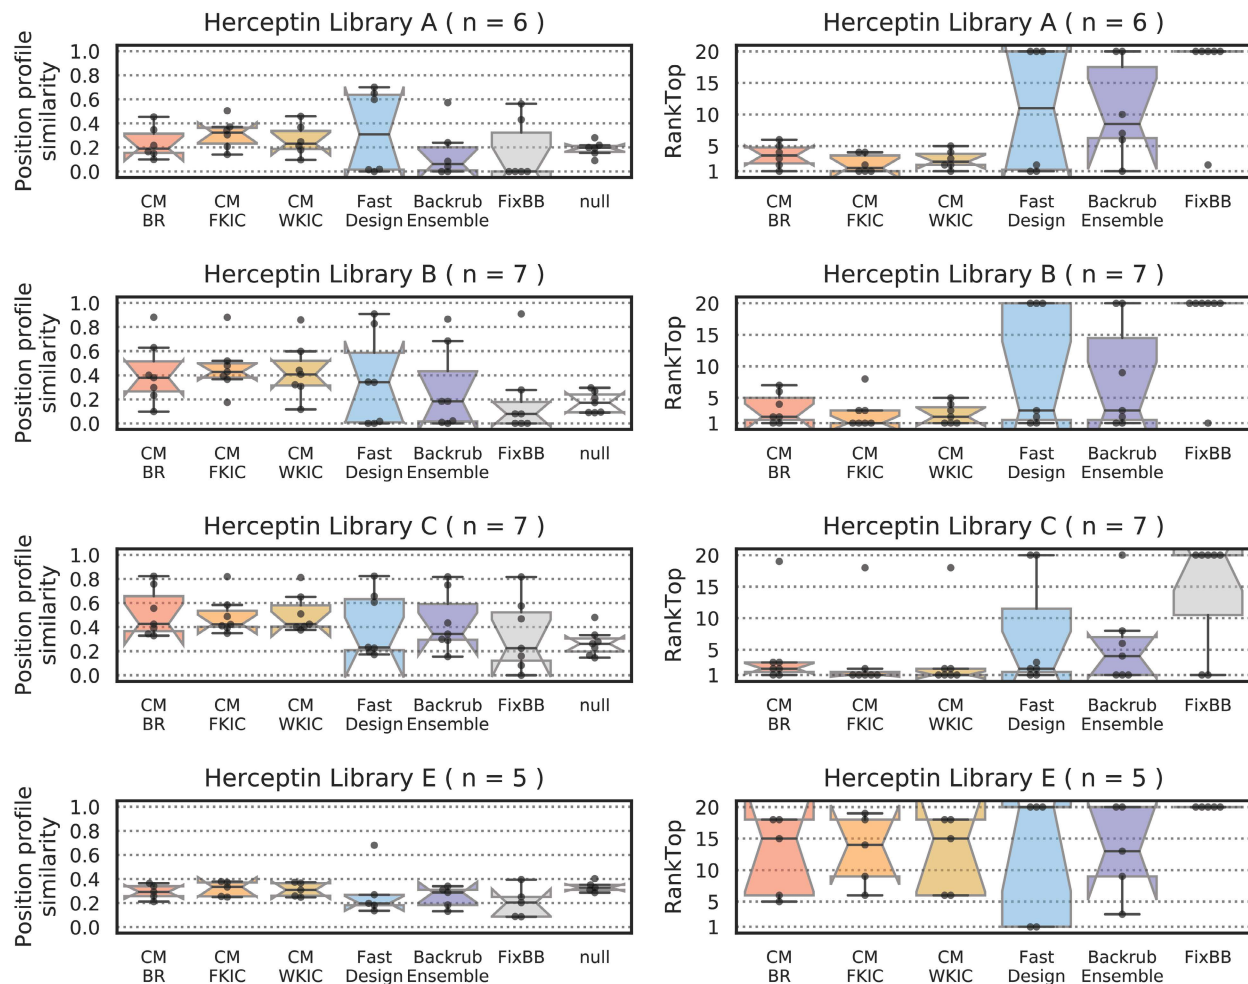 Herceptin Library A ( n = 6 )
Position profile
similarity
1.0
0.8
0.6
0.4
0.2
0.0
CM
BR
CM
FKIC
CM
WKIC
Fast
Design
Backrub
Ensemble
FixBB
null
Herceptin Library A ( n = 6 )
RankTop
20
15
10
5
1
CM
BR
CM
FKIC
CM
WKIC
Fast
Design
Backrub
Ensemble
FixBB
Herceptin Library B ( n = 7 )
Position profile
similarity
1.0
0.8
0.6
0.4
0.2
0.0
CM
BR
CM
FKIC
CM
WKIC
Fast
Design
Backrub
Ensemble
FixBB
null
Herceptin Library B ( n = 7 )
RankTop
20
15
10
5
1
CM
BR
CM
FKIC
CM
WKIC
Fast
Design
Backrub
Ensemble
FixBB
Herceptin Library C ( n = 7 )
Position profile
similarity
1.0
0.8
0.6
0.4
0.2
0.0
CM
BR
CM
FKIC
CM
WKIC
Fast
Design
Backrub
Ensemble
FixBB
null
Herceptin Library C ( n = 7 )
RankTop
20
15
10
5
1
CM
BR
CM
FKIC
CM
WKIC
Fast
Design
Backrub
Ensemble
FixBB
Herceptin Library E ( n = 5 )
Position profile
similarity
1.0
0.8
0.6
0.4
0.2
0.0
CM
BR
CM
FKIC
CM
WKIC
Fast
Design
Backrub
Ensemble
FixBB
null
Herceptin Library E ( n = 5 )
RankTop
20
15
10
5
1
CM
BR
CM
FKIC
CM
WKIC
Fast
Design
Backrub
Ensemble
FixBB